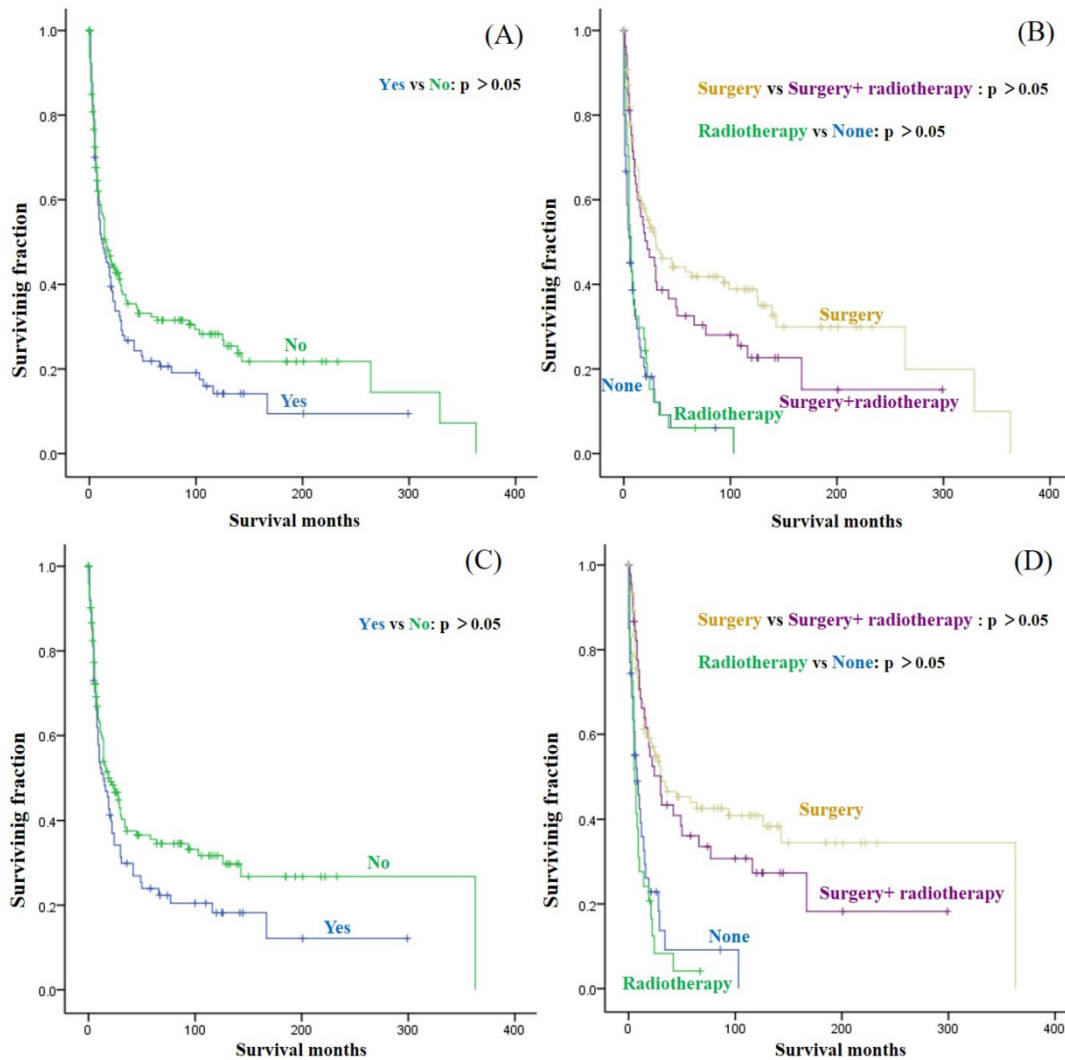 (A)
Yes vs No: p > 0.05
Survivinig fraction
1.0
0.8
0.6
0.4
0.2
0.0
No
Yes
0 100 200 300 400
Survival months
(B)
Surgery vs Surgery+ radiotherapy : p > 0.05
Radiotherapy vs None: p > 0.05
Survivinig fraction
1.0
0.8
0.6
0.4
0.2
0.0
Surgery
None
Surgery+radiotherapy
Radiotherapy
0 100 200 300 400
Survival months
(C)
Yes vs No: p > 0.05
Survivinig fraction
1.0
0.8
0.6
0.4
0.2
0.0
No
Yes
0 100 200 300 400
Survival months
(D)
Surgery vs Surgery+ radiotherapy : p > 0.05
Radiotherapy vs None: p > 0.05
Survivinig fraction
1.0
0.8
0.6
0.4
0.2
0.0
Surgery
Surgery+ radiotherapy
None
Radiotherapy
0 100 200 300 400
Survival months